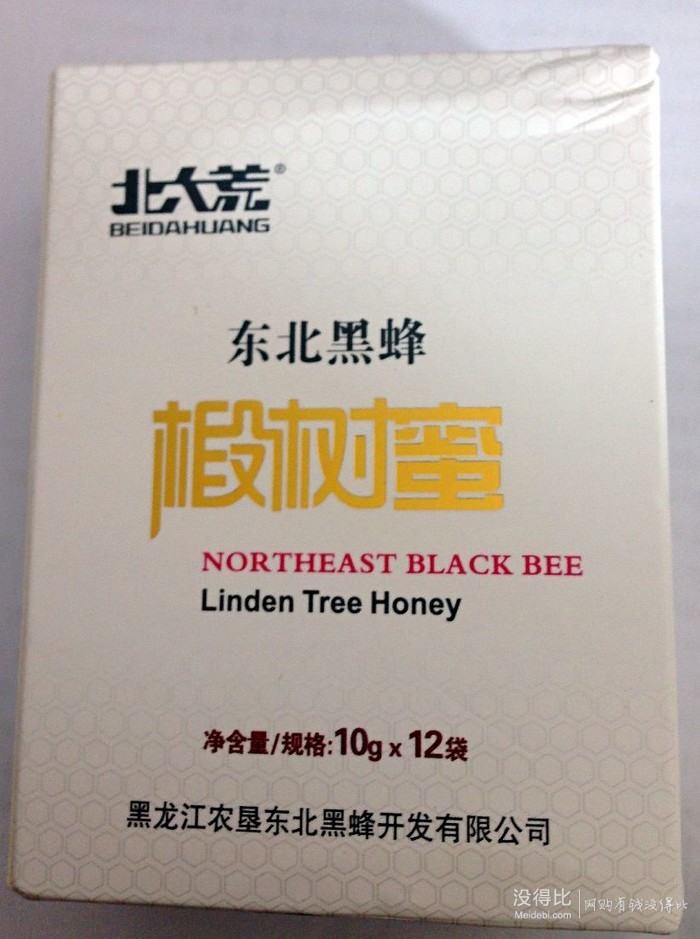 北大荒®
BEIDAHUANG
东北黑蜂
椴树蜜
NORTHEAST BLACK BEE
Linden Tree Honey
净含量/规格:10g x 12袋
黑龙江农垦东北黑蜂开发有限公司
没得比 网购有钱没得比
Meidebi.com